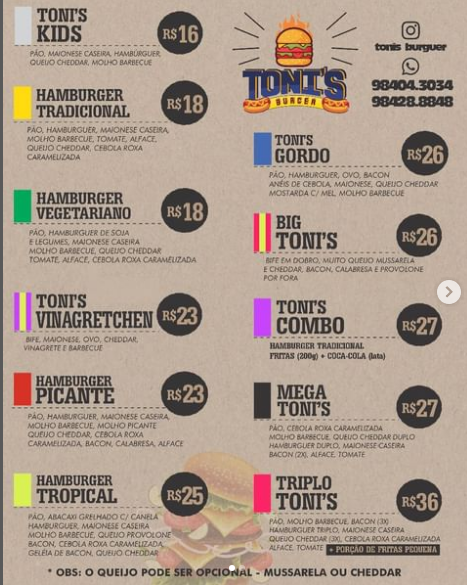 TONI'S
KIDS
R$16
PÃO, MAIONESE CASEIRA, HAMBÚRGUER,
QUEIJO CHEDDAR, MOLHO BARBECUE
HAMBURGER
TRADICIONAL
R$18
PÃO, HAMBURGUER, MAIONESE CASEIRA,
MOLHO BARBECUE, TOMATE, ALFACE,
QUEIJO CHEDDAR, CEBOLA ROXA
CARAMELIZADA
HAMBURGER
VEGETARIANO
R$18
PÃO, HAMBURGUER DE SOJA
E LEGUMES, MAIONESE CASEIRA
MOLHO BARBECUE, QUEIJO CHEDDAR
TOMATE, ALFACE, CEBOLA ROXA CARAMELIZADA
TONI'S
VINAGRETCHEN
R$23
BIFE, MAIONESE, OVO, CHEDDAR,
VINAGRETE E BARBECUE
HAMBURGER
PICANTE
R$23
PÃO, HAMBURGUER, MAIONESE CASEIRA
MOLHO BARBECUE, MOLHO PICANTE
QUEIJO CHEDDAR, CEBOLA ROXA
CARAMELIZADA, BACON, CALABRESA, ALFACE
HAMBURGER
TROPICAL
R$25
PÃO, ABACAXI GRELHADO C/ CANELA
HAMBURGUER, MAIONESE CASEIRA
MOLHO BARBECUE, QUEIJO PROVOLONE
BACON, CEBOLA ROXA CARAMELIZADA,
GELÉIA DE BACON, QUEIJO CHEDDAR
TONI'S
BURGER
tonis burguer
98404.3034
98428.8848
TONI'S
GORDO
R$26
PÃO, HAMBURGUER, OVO, BACON
ANÉIS DE CEBOLA, MAIONESE, QUEIJO CHEDDAR
MOSTARDA C/ MEL, MOLHO BARBECUE
BIG
TONI'S
R$26
BIFE EM DOBRO, MUITO QUEIJO MUSSARELA
E CHEDDAR, BACON, CALABRESA E PROVOLONE
POR FORA
TONI'S
COMBO
R$27
HAMBURGER TRADICIONAL
FRITAS (200g) + COCA-COLA (lata)
MEGA
TONI'S
R$27
PÃO, CEBOLA ROXA CARAMELIZADA
MOLHO BARBECUE, QUEIJO CHEDDAR DUPLO
HAMBURGUER DUPLO, MAIONESE CASEIRA
BACON (2X), ALFACE, TOMATE
TRIPLO
TONI'S
R$36
PÃO, MOLHO BARBECUE, BACON (3X)
HAMBURGUER TRIPLO, MAIONESE CASEIRA
QUEIJO CHEDDAR (3X), CEBOLA ROXA CARAMELIZADA
ALFACE, TOMATE + PORÇÃO DE FRITAS PEQUENA
* OBS: O QUEIJO PODE SER OPCIONAL - MUSSARELA OU CHEDDAR